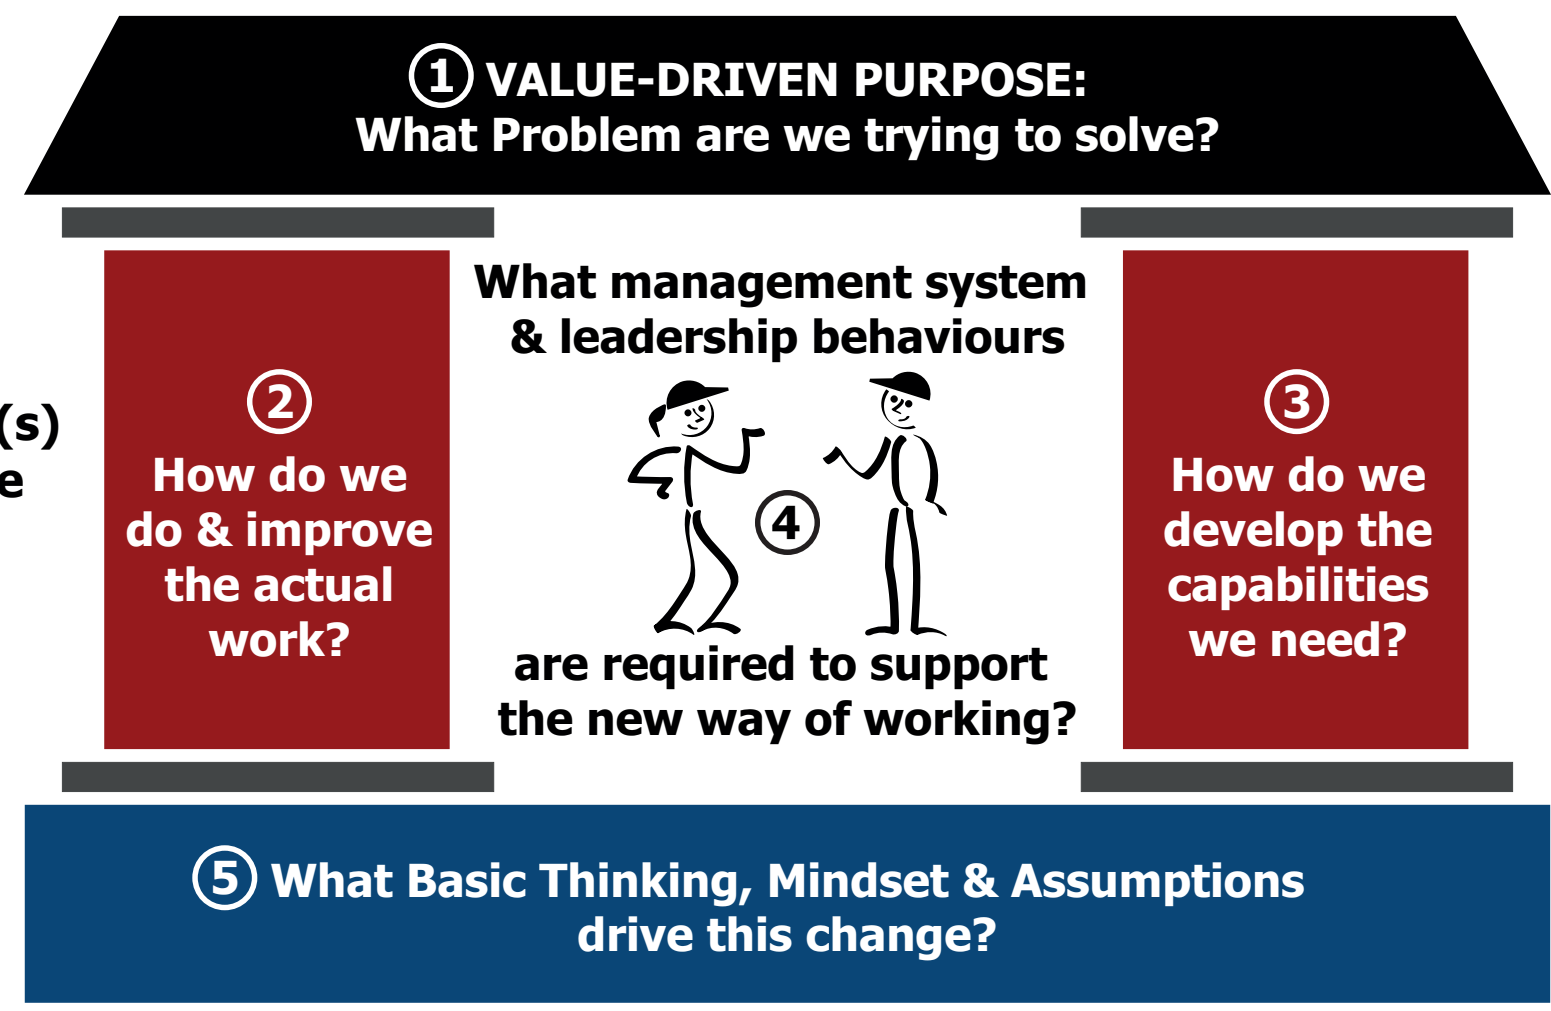 ① VALUE-DRIVEN PURPOSE:
What Problem are we trying to solve?
(s)
e
②
How do we
do & improve
the actual
work?
What management system
& leadership behaviours
④
are required to support
the new way of working?
③
How do we
develop the
capabilities
we need?
⑤ What Basic Thinking, Mindset & Assumptions
drive this change?